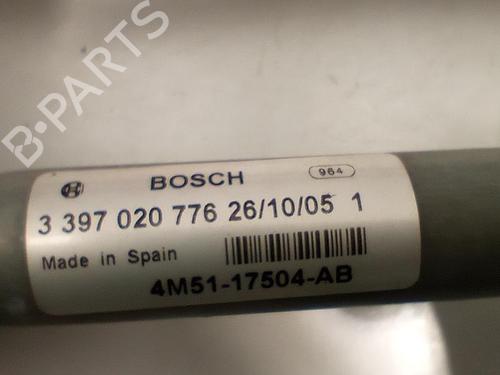 B-PARTS
BOSCH 964
3 397 020 776 26/10/05 1
Made in Spain
4M51-17504-AB